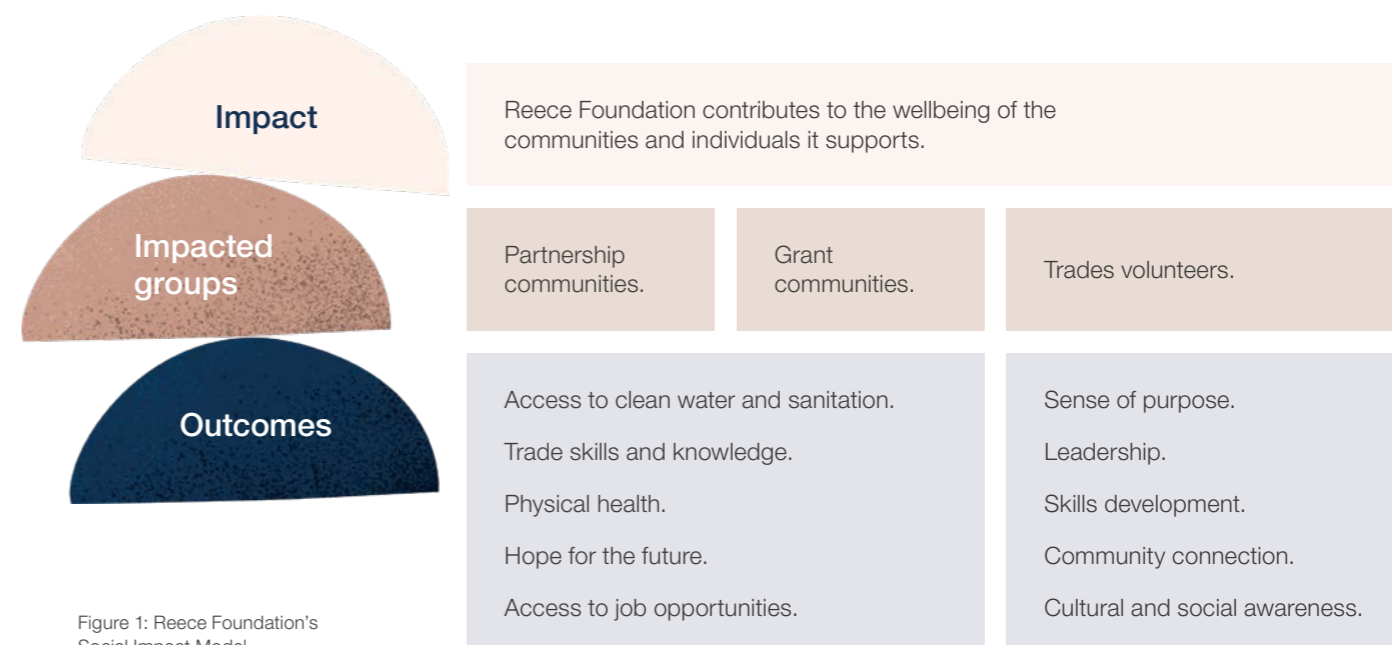 Impact
Reece Foundation contributes to the wellbeing of the
communities and individuals it supports.
Impacted
groups
Partnership
communities.
Grant
communities.
Trades volunteers.
Outcomes
Access to clean water and sanitation.
Trade skills and knowledge.
Physical health.
Hope for the future.
Access to job opportunities.
Sense of purpose.
Leadership.
Skills development.
Community connection.
Cultural and social awareness.
Figure 1: Reece Foundation’s
Social Impact Model